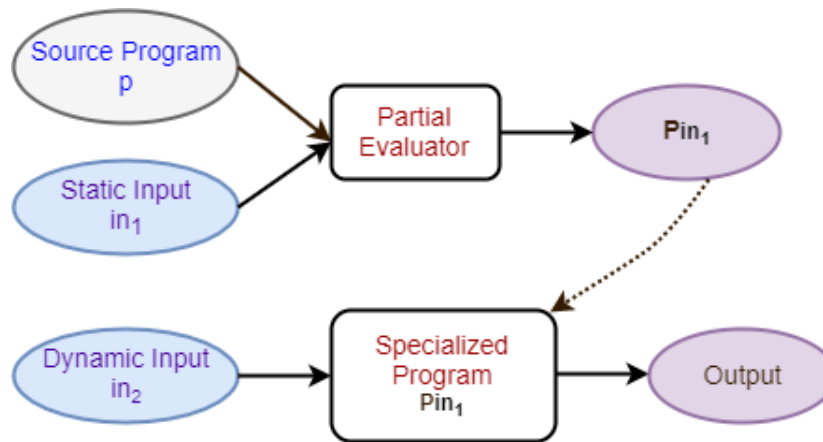 Source Program
p
Partial
Evaluator
Pin₁
Static Input
in₁
Dynamic Input
in₂
Specialized
Program
Pin₁
Output